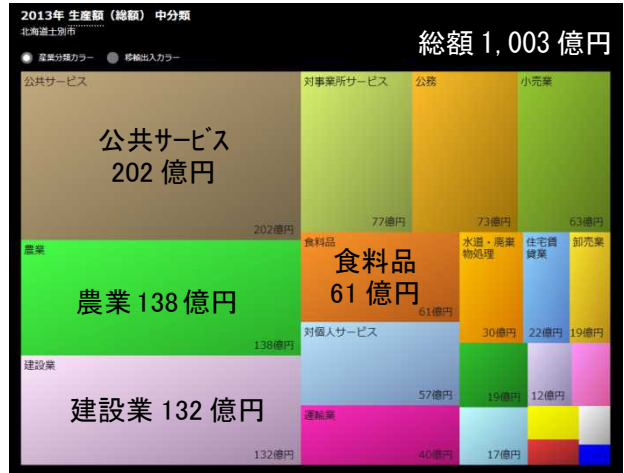 2013年 生産額（総額） 中分類
北海道士別市
総額 1,003 億円
産業分類カラー 移輸出入カラー
公共サービス
公共サービス
202 億円
202億円
対事業所サービス
77億円
公務
73億円
小売業
63億円
農業
農業 138 億円
138億円
食料品
食料品
61 億円
61億円
水道・廃棄
物処理
30億円
住宅賃
貸業
22億円
卸売業
19億円
建設業
建設業 132 億円
132億円
対個人サービス
57億円
19億円
12億円
運輸業
40億円
17億円